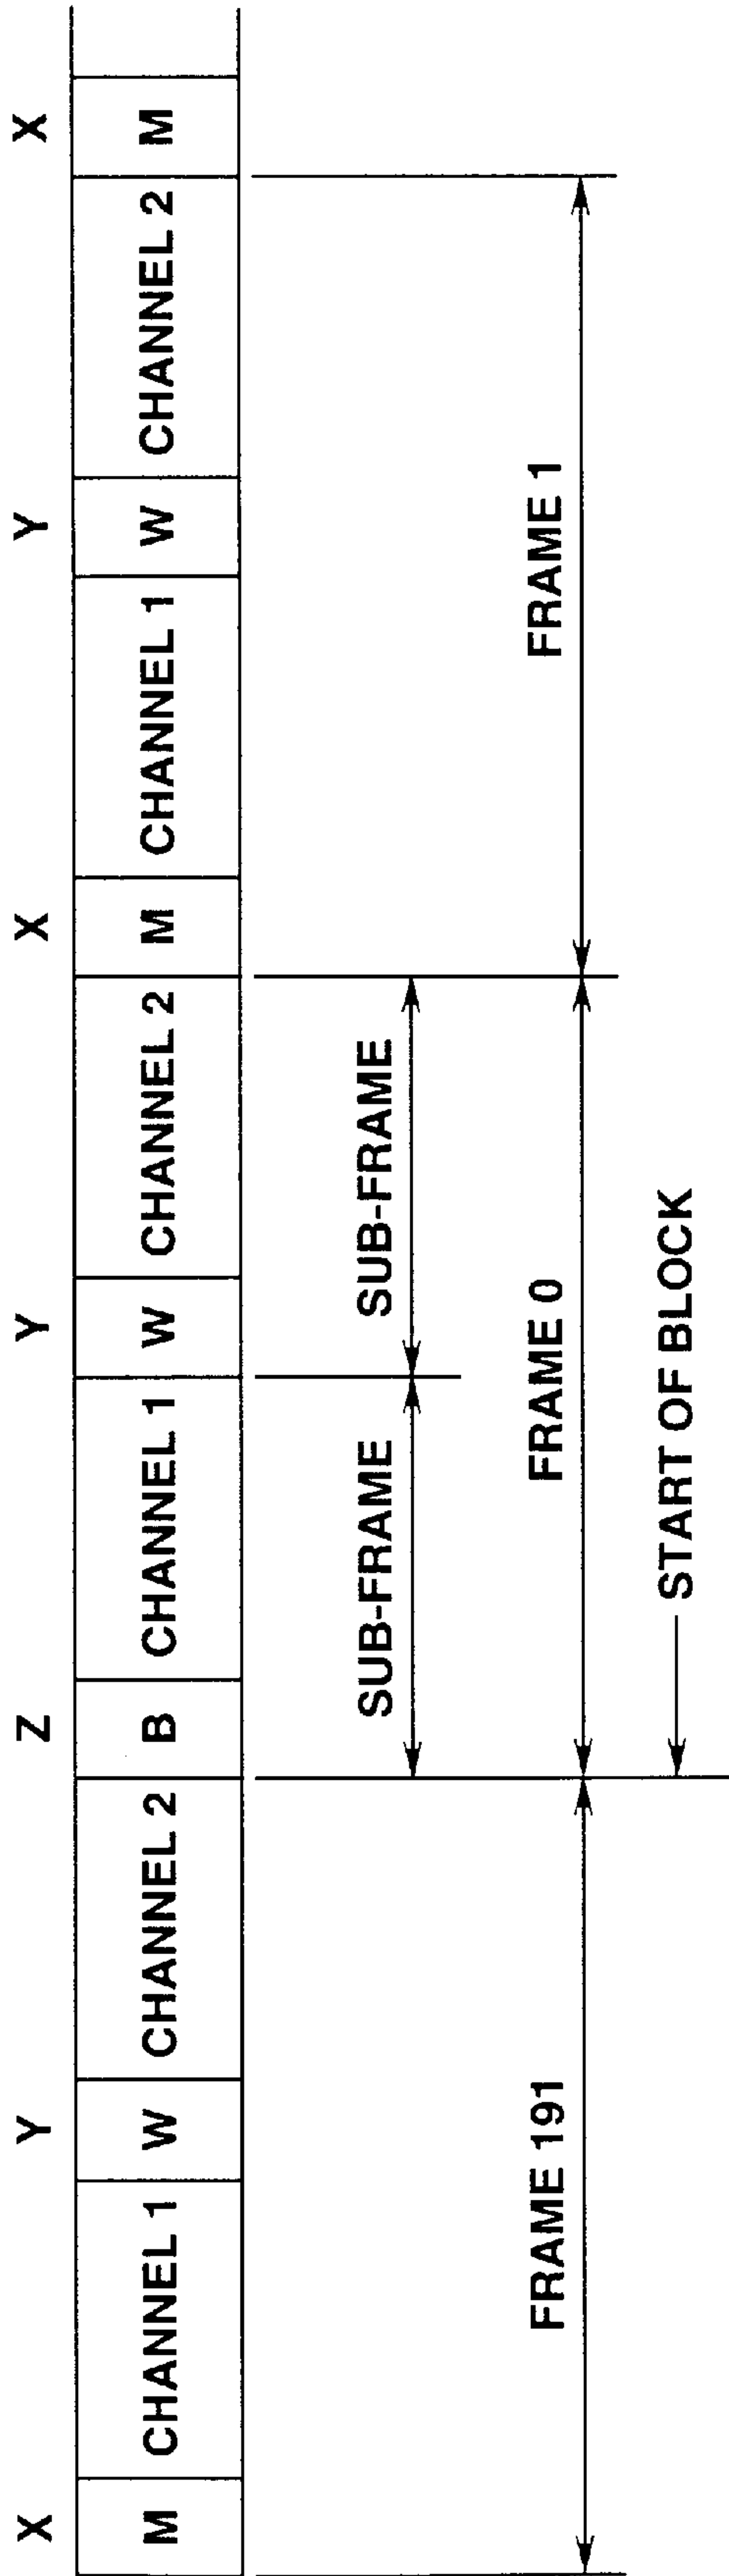 X Y Z Y X Y X
M CHANNEL 1 W CHANNEL 2 B CHANNEL 1 W CHANNEL 2 M CHANNEL 1 W CHANNEL 2 M
SUB-FRAME SUB-FRAME
FRAME 191 FRAME 0 FRAME 1
START OF BLOCK